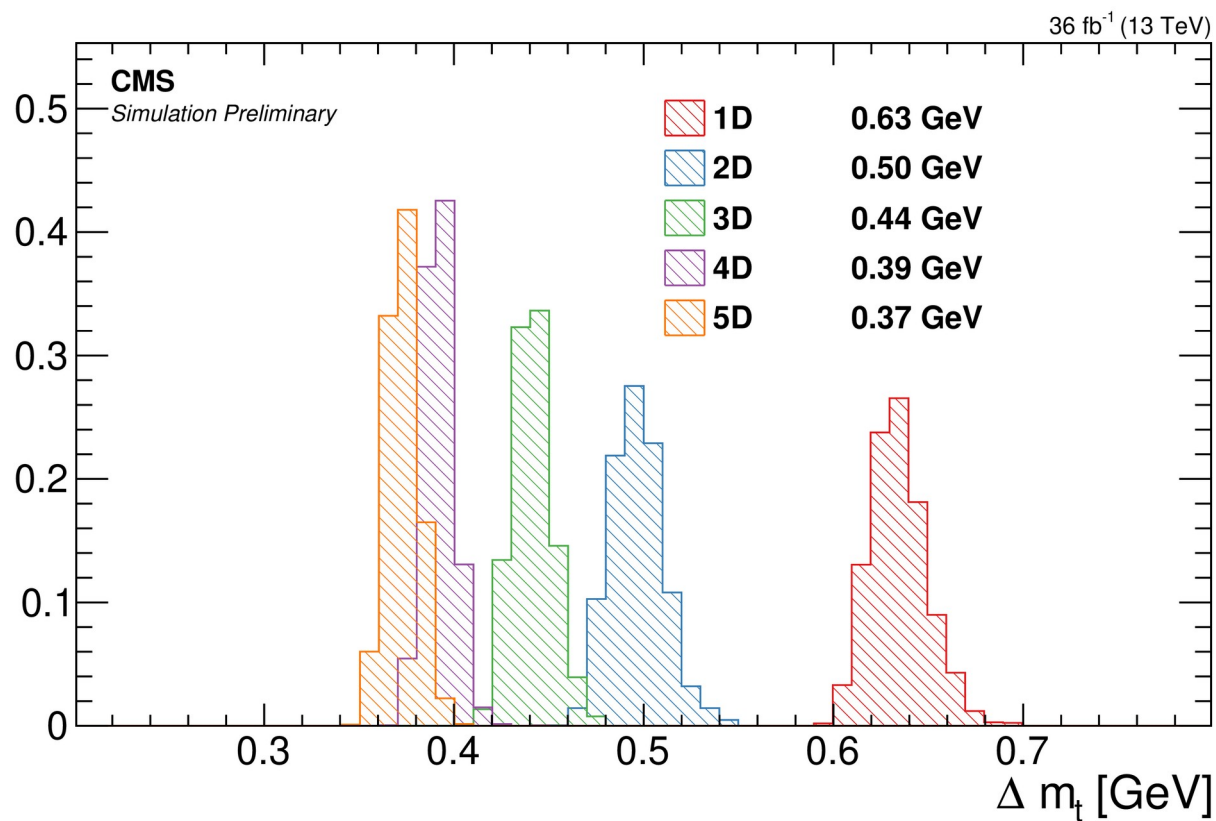 36 fb⁻¹ (13 TeV)
CMS
Simulation Preliminary
1D 0.63 GeV
2D 0.50 GeV
3D 0.44 GeV
4D 0.39 GeV
5D 0.37 GeV
0.5
0.4
0.3
0.2
0.1
0
0.3 0.4 0.5 0.6 0.7
Δ mₜ [GeV]